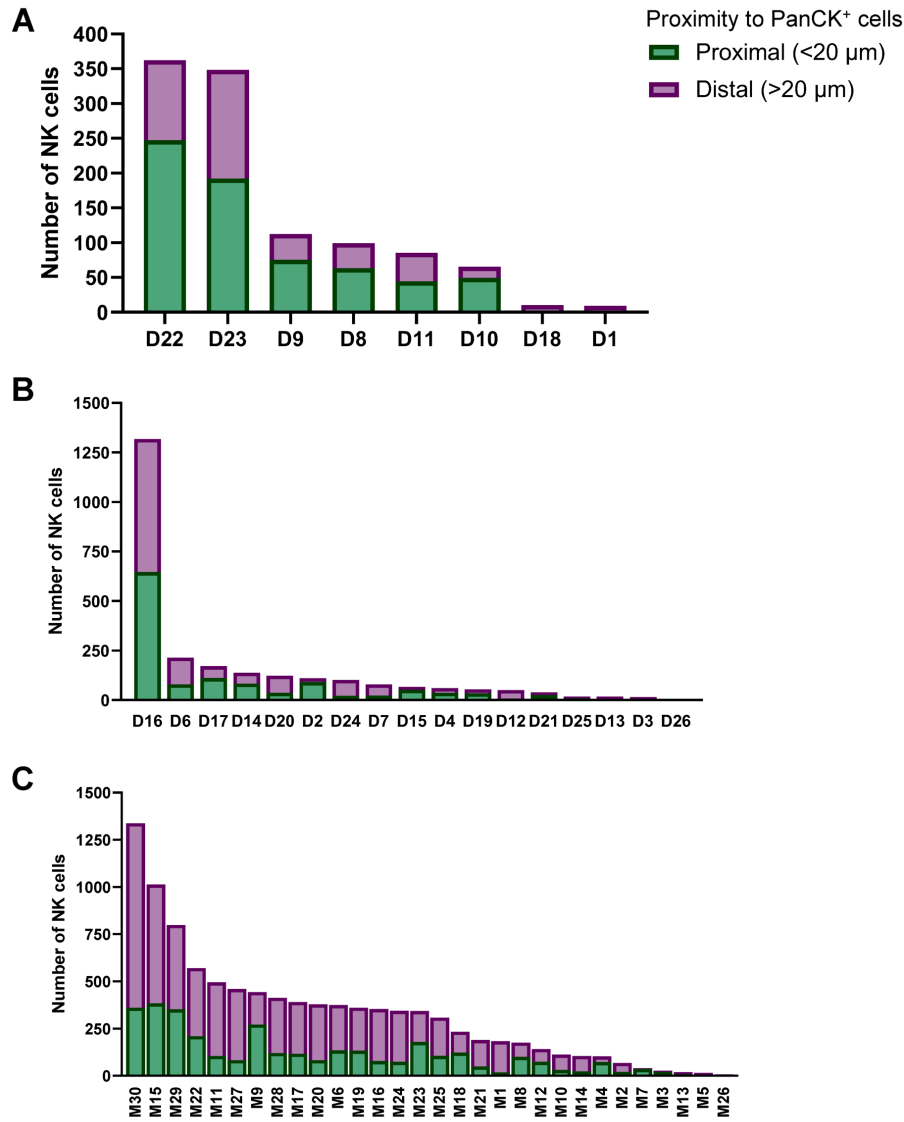 A
Proximity to PanCK⁺ cells
Proximal (<20 µm)
Distal (>20 µm)
Number of NK cells
400
350
300
250
200
150
100
50
0
D22 D23 D9 D8 D11 D10 D18 D1
B
Number of NK cells
1500
1250
1000
750
500
250
0
D16 D6 D17 D14 D20 D2 D24 D7 D15 D4 D19 D12 D21 D25 D13 D3 D26
C
Number of NK cells
1500
1250
1000
750
500
250
0
M30 M15 M29 M22 M11 M27 M9 M28 M17 M20 M6 M19 M16 M24 M23 M25 M18 M21 M1 M8 M12 M10 M14 M4 M2 M7 M3 M13 M5 M26